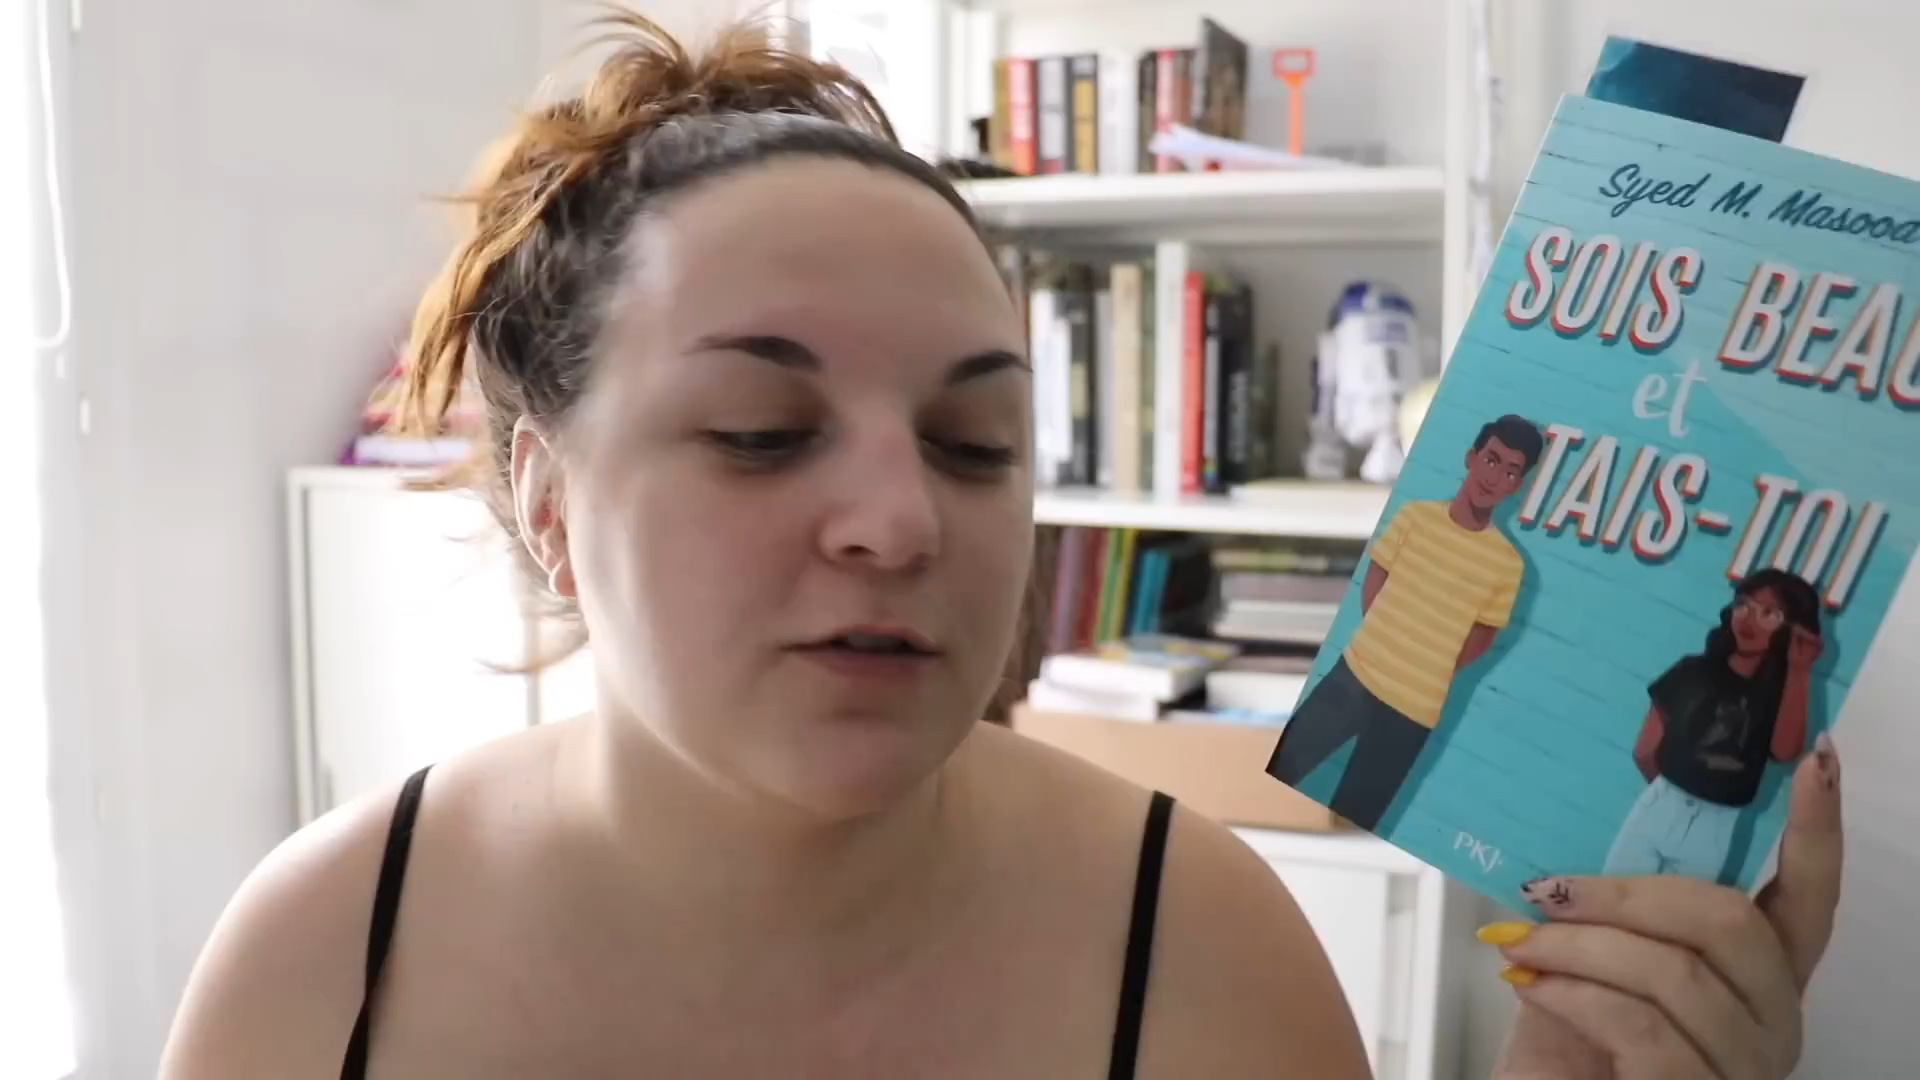 Syed M. Masood
SOIS BEAU
et
TAIS-TOI
PKJ.